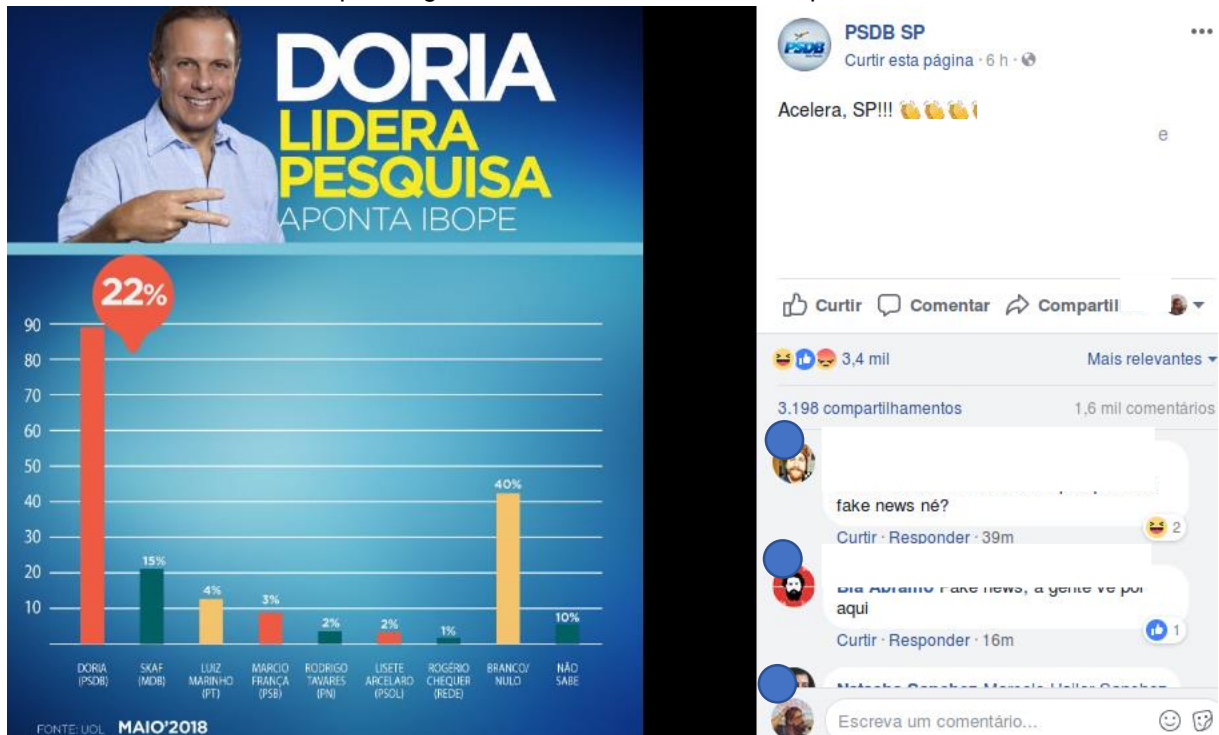 DORIA
LIDERA
PESQUISA
APONTA IBOPE
22%
90
80
70
60
50
40
30
20
10
15%
4%
3%
2%
2%
1%
40%
10%
DORIA
(PSDB)
SKAF
(MDB)
LUIZ
MARINHO
(PT)
MARCIO
FRANÇA
(PSB)
RODRIGO
TAVARES
(PN)
LISETE
ARCELARO
(PSOL)
ROGÉRIO
CHEQUER
(REDE)
BRANCO/
NULO
NÃO
SABE
FONTE: UOL MAIO'2018
PSDB
PSDB SP
Curtir esta página · 6 h ·
Acelera, SP!!!
e
Curtir Comentar Compartil
3,4 mil Mais relevantes
3.198 compartilhamentos 1,6 mil comentários
fake news né?
2
Curtir · Responder · 39m
Fake news, a gente vê por
aqui
1
Curtir · Responder · 16m
Escreva um comentário...